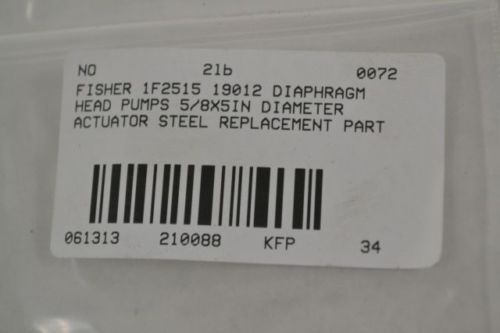 NO 2lb 0072
FISHER 1F2515 19012 DIAPHRAGM
HEAD PUMPS 5/8X5IN DIAMETER
ACTUATOR STEEL REPLACEMENT PART
061313 210088 KFP 34